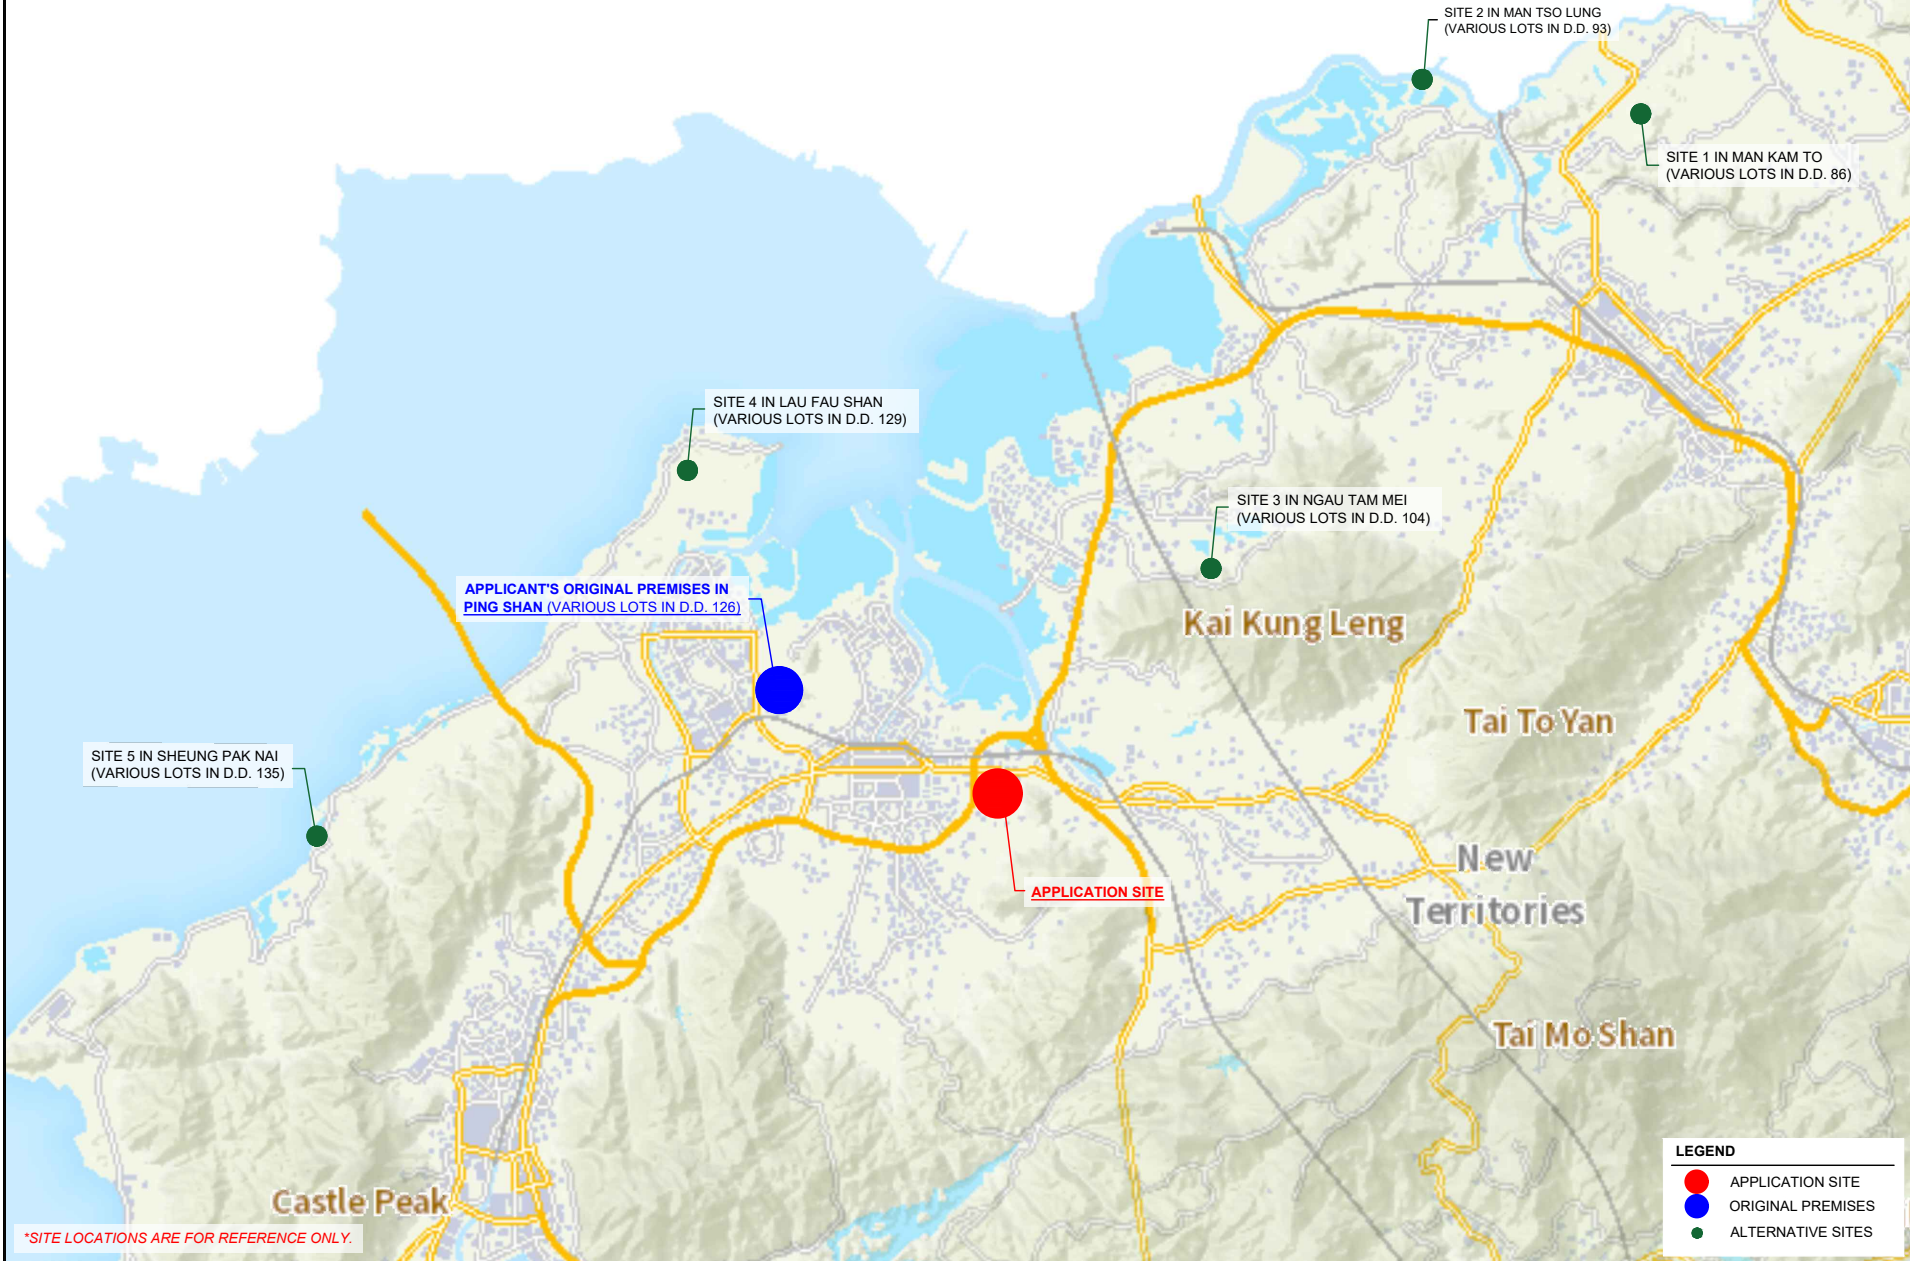 SITE 2 IN MAN TSO LUNG
(VARIOUS LOTS IN D.D. 93)
SITE 1 IN MAN KAM TO
(VARIOUS LOTS IN D.D. 86)
SITE 4 IN LAU FAU SHAN
(VARIOUS LOTS IN D.D. 129)
SITE 3 IN NGAU TAM MEI
(VARIOUS LOTS IN D.D. 104)
APPLICANT'S ORIGINAL PREMISES IN
PING SHAN (VARIOUS LOTS IN D.D. 126)
Kai Kung Leng
Tai To Yan
SITE 5 IN SHEUNG PAK NAI
(VARIOUS LOTS IN D.D. 135)
New
Territories
APPLICATION SITE
Tai Mo Shan
Castle Peak
*SITE LOCATIONS ARE FOR REFERENCE ONLY.
LEGEND
APPLICATION SITE
ORIGINAL PREMISES
ALTERNATIVE SITES